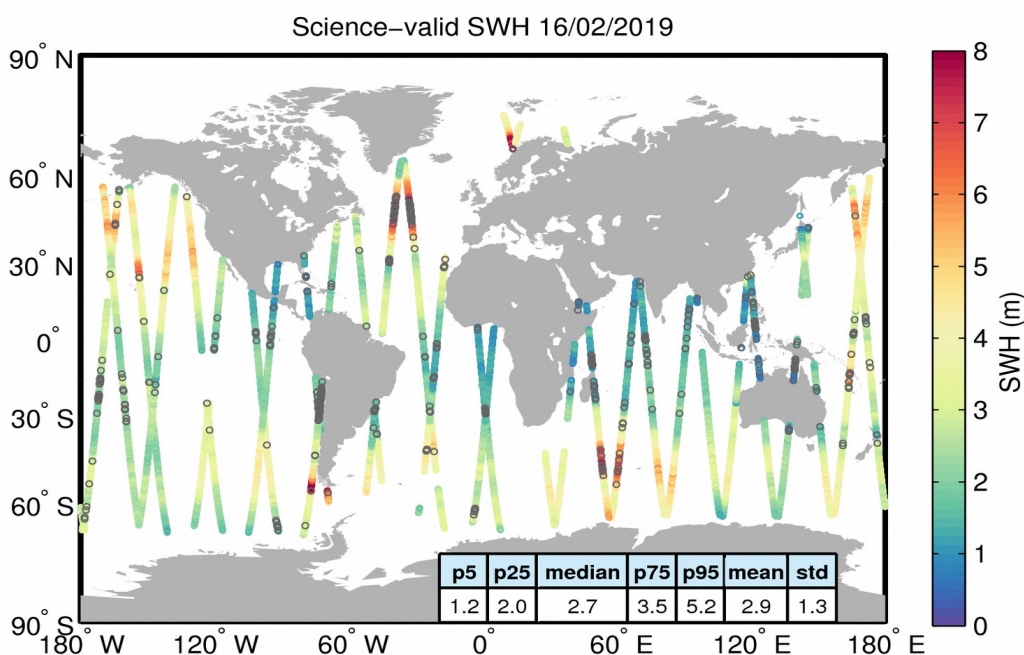 Science−valid SWH 16/02/2019
90° N
60° N
30° N
0°
30° S
60° S
90° S
180° W
120° W
60° W
0°
60° E
120° E
180° E
p5 p25 median p75 p95 mean std
1.2 2.0 2.7 3.5 5.2 2.9 1.3
8
7
6
5
4
3
2
1
0
SWH (m)